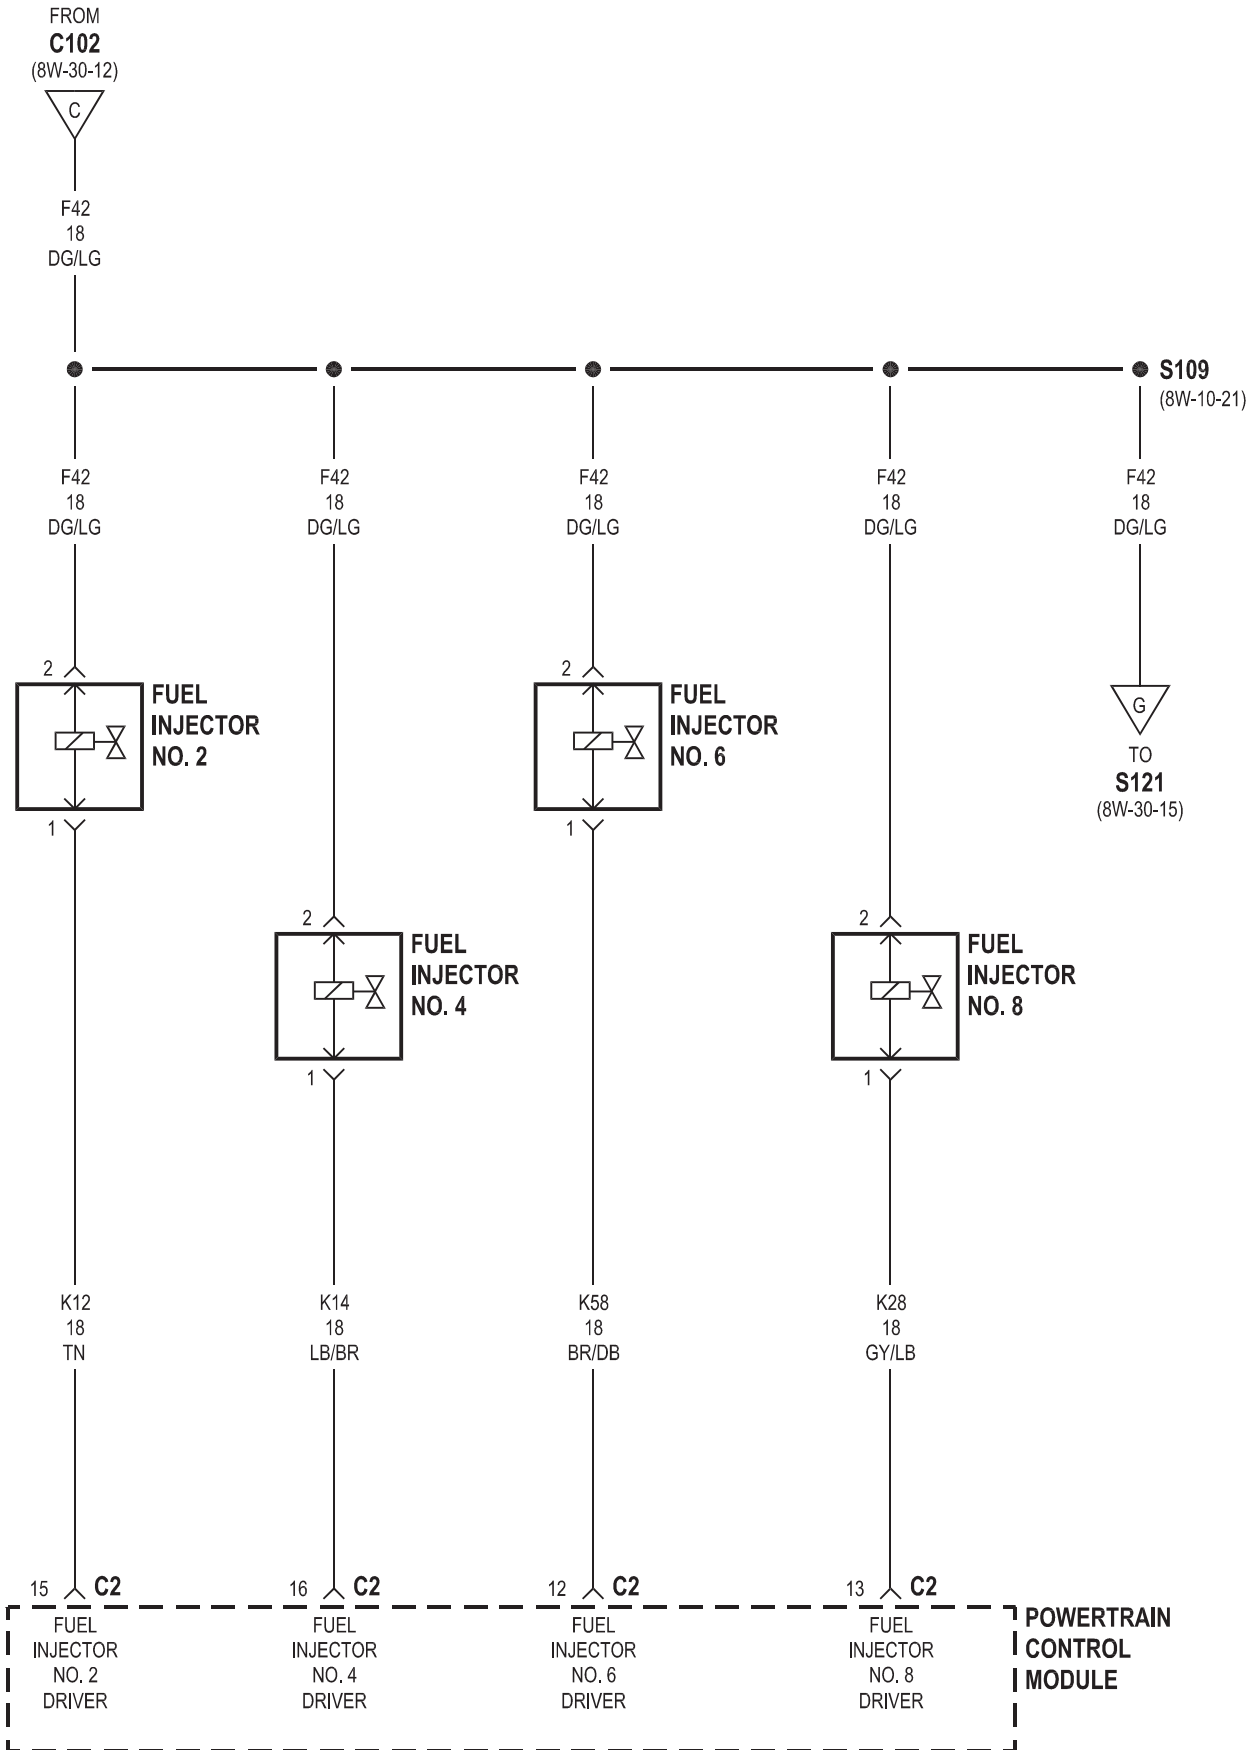 FROM
C102
(8W-30-12)
C
F42
18
DG/LG
S109
(8W-10-21)
F42
18
DG/LG
F42
18
DG/LG
F42
18
DG/LG
F42
18
DG/LG
F42
18
DG/LG
2
FUEL
INJECTOR
NO. 2
1
2
FUEL
INJECTOR
NO. 6
1
G
TO
S121
(8W-30-15)
2
FUEL
INJECTOR
NO. 4
1
2
FUEL
INJECTOR
NO. 8
1
K12
18
TN
K14
18
LB/BR
K58
18
BR/DB
K28
18
GY/LB
15 C2
16 C2
12 C2
13 C2
FUEL
INJECTOR
NO. 2
DRIVER
FUEL
INJECTOR
NO. 4
DRIVER
FUEL
INJECTOR
NO. 6
DRIVER
FUEL
INJECTOR
NO. 8
DRIVER
POWERTRAIN
CONTROL
MODULE